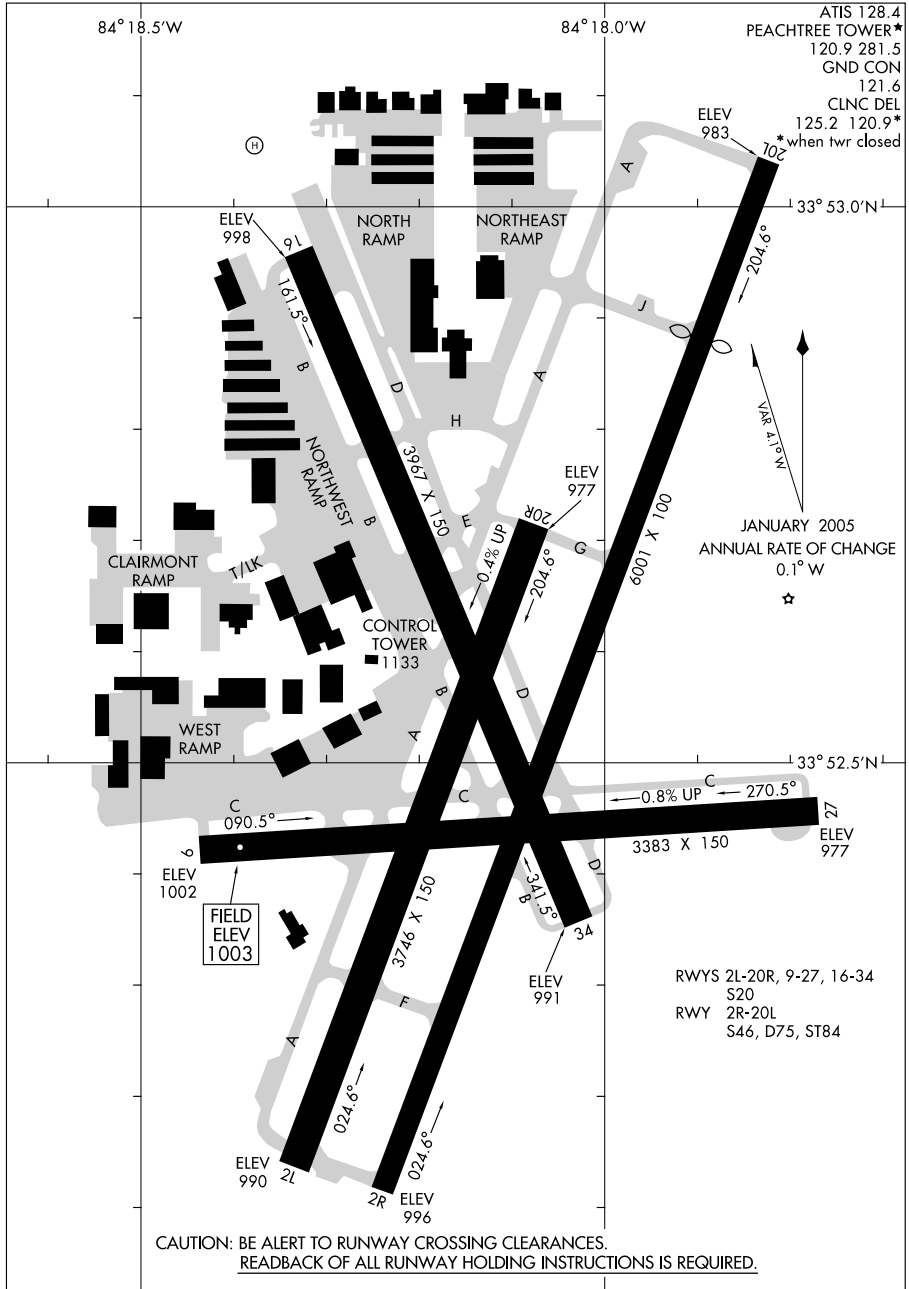 84°18.5'W
84°18.0'W
ATIS 128.4
PEACHTREE TOWER★
120.9 281.5
GND CON
121.6
CLNC DEL
125.2 120.9*
*when twr closed
ELEV
983
20L
A
H
33°53.0'N
ELEV
998
16
NORTH
RAMP
NORTHEAST
RAMP
204.6°
161.5°
J
B
D
A
VAR 4.1° W
H
3967 X 150
NORTHWEST
RAMP
ELEV
977
B
E
20R
6001 X 100
JANUARY 2005
ANNUAL RATE OF CHANGE
0.1° W
0.4% UP
G
204.6°
CLAIRMONT
RAMP
T/LK
CONTROL
TOWER
1133
B
D
A
WEST
RAMP
33°52.5'N
C
090.5°
C
C
0.8% UP
270.5°
27
9
3383 X 150
ELEV
977
ELEV
1002
D
341.5°
B
34
FIELD
ELEV
1003
3746 X 150
ELEV
991
RWYS 2L-20R, 9-27, 16-34
S20
RWY 2R-20L
S46, D75, ST84
F
A
024.6°
024.6°
ELEV
990
2L
2R
ELEV
996
CAUTION: BE ALERT TO RUNWAY CROSSING CLEARANCES.
READBACK OF ALL RUNWAY HOLDING INSTRUCTIONS IS REQUIRED.